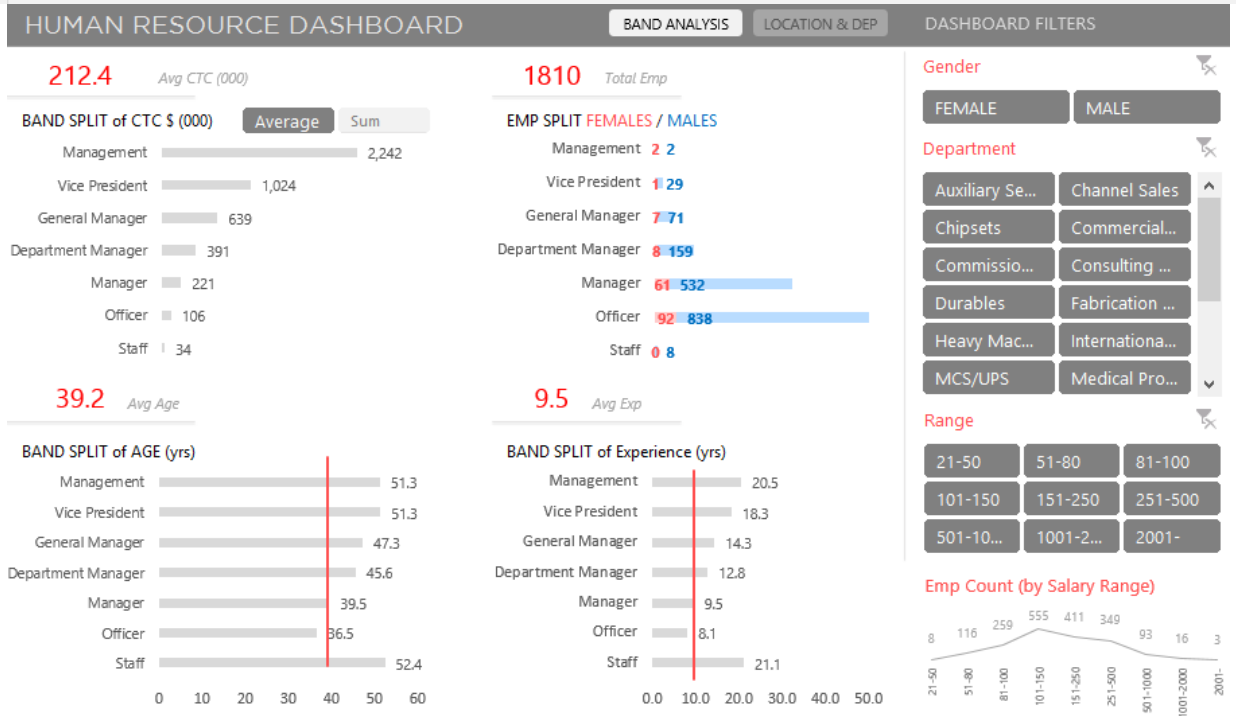 HUMAN RESOURCE DASHBOARD
BAND ANALYSIS
LOCATION & DEP
DASHBOARD FILTERS
212.4 Avg CTC (000)
BAND SPLIT of CTC $ (000)
Average
Sum
Management 2,242
Vice President 1,024
General Manager 639
Department Manager 391
Manager 221
Officer 106
Staff 34
1810 Total Emp
EMP SPLIT FEMALES / MALES
Management 2 2
Vice President 1 29
General Manager 7 71
Department Manager 8 159
Manager 61 532
Officer 92 838
Staff 0 8
39.2 Avg Age
BAND SPLIT of AGE (yrs)
Management 51.3
Vice President 51.3
General Manager 47.3
Department Manager 45.6
Manager 39.5
Officer 36.5
Staff 52.4
0 10 20 30 40 50 60
9.5 Avg Exp
BAND SPLIT of Experience (yrs)
Management 20.5
Vice President 18.3
General Manager 14.3
Department Manager 12.8
Manager 9.5
Officer 8.1
Staff 21.1
0.0 10.0 20.0 30.0 40.0 50.0
Gender
FEMALE MALE
Department
Auxiliary Se... Channel Sales
Chipsets Commercial...
Commissio... Consulting ...
Durables Fabrication ...
Heavy Mac... Internationa...
MCS/UPS Medical Pro...
Range
21-50 51-80 81-100
101-150 151-250 251-500
501-10... 1001-2... 2001-
Emp Count (by Salary Range)
8 116 259 555 411 349 93 16 3
21-50 51-80 81-100 101-150 151-250 251-500 501-1000 1001-2000 2001-